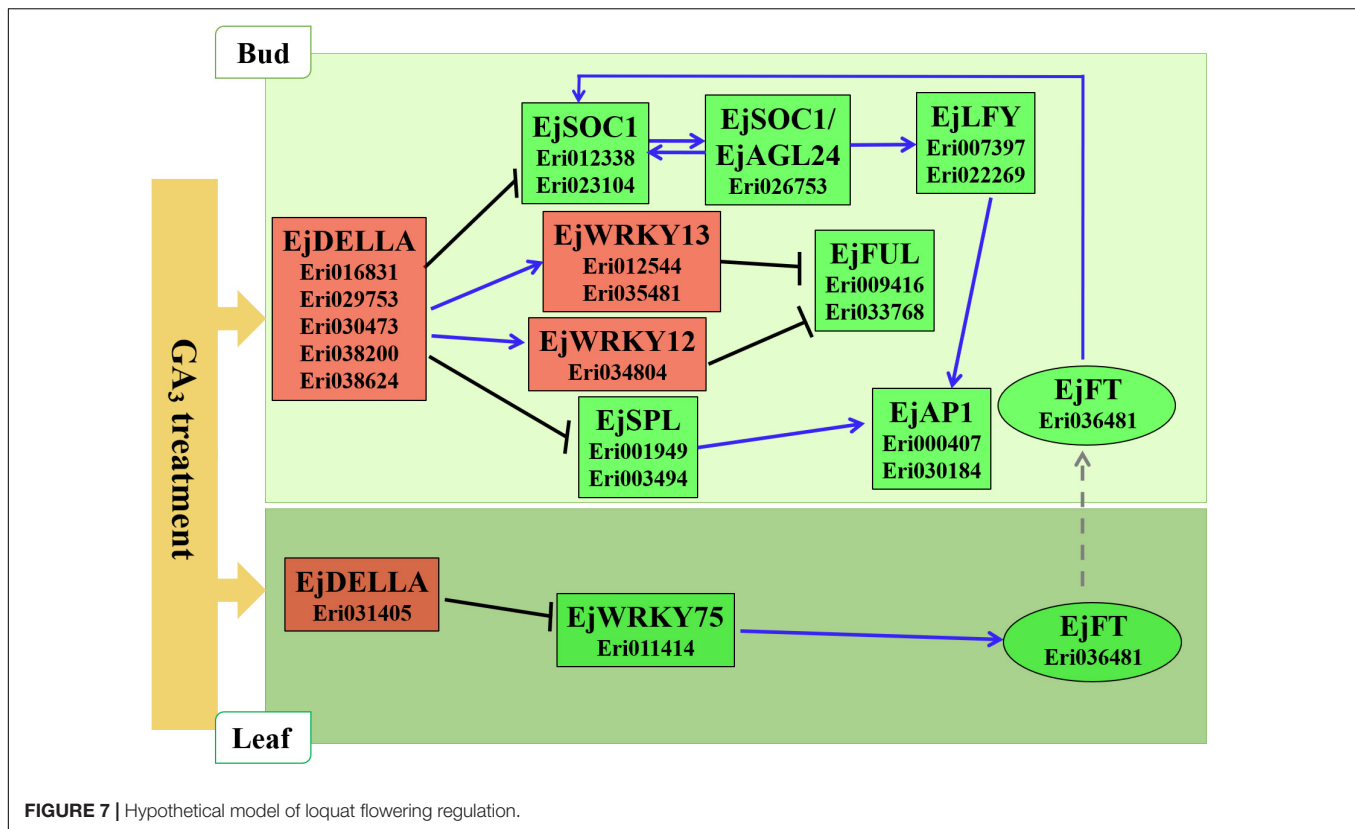 Bud
GA3 treatment
EjDELLA
Eri016831
Eri029753
Eri030473
Eri038200
Eri038624
EjSOC1
Eri012338
Eri023104
EjSOC1/
EjAGL24
Eri026753
EjLFY
Eri007397
Eri022269
EjWRKY13
Eri012544
Eri035481
EjWRKY12
Eri034804
EjFUL
Eri009416
Eri033768
EjSPL
Eri001949
Eri003494
EjAP1
Eri000407
Eri030184
EjFT
Eri036481
EjDELLA
Eri031405
EjWRKY75
Eri011414
EjFT
Eri036481
Leaf
FIGURE 7 | Hypothetical model of loquat flowering regulation.